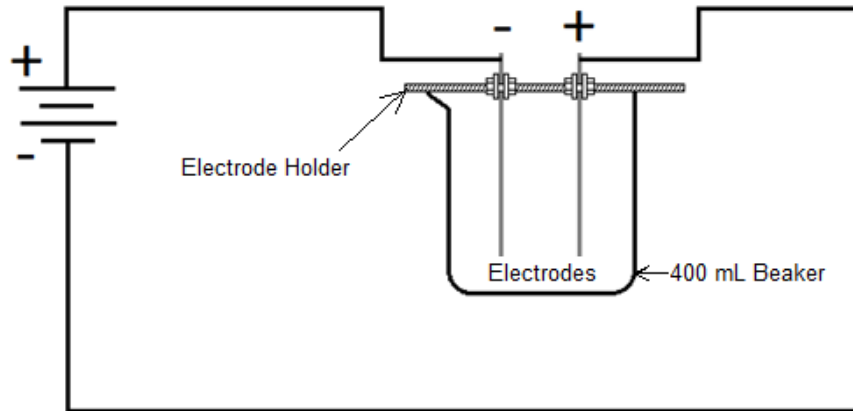 - +
+
-
Electrode Holder
Electrodes
400 mL Beaker